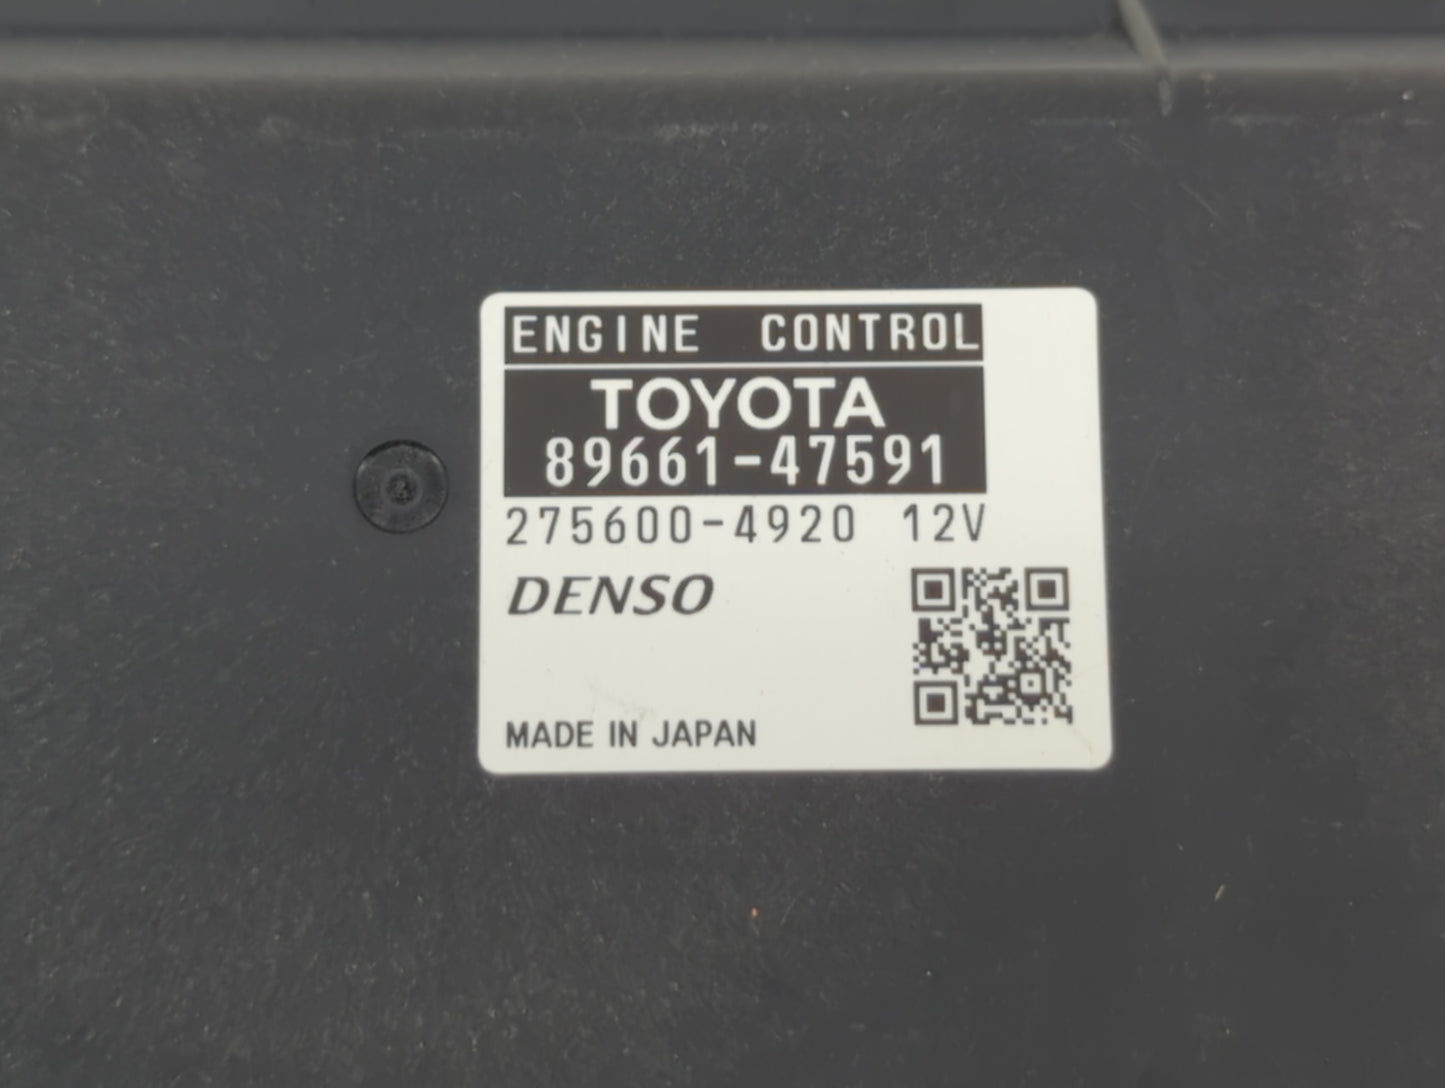 ENGINE CONTROL
TOYOTA
89661-47591
275600-4920 12V
DENSO
MADE IN JAPAN